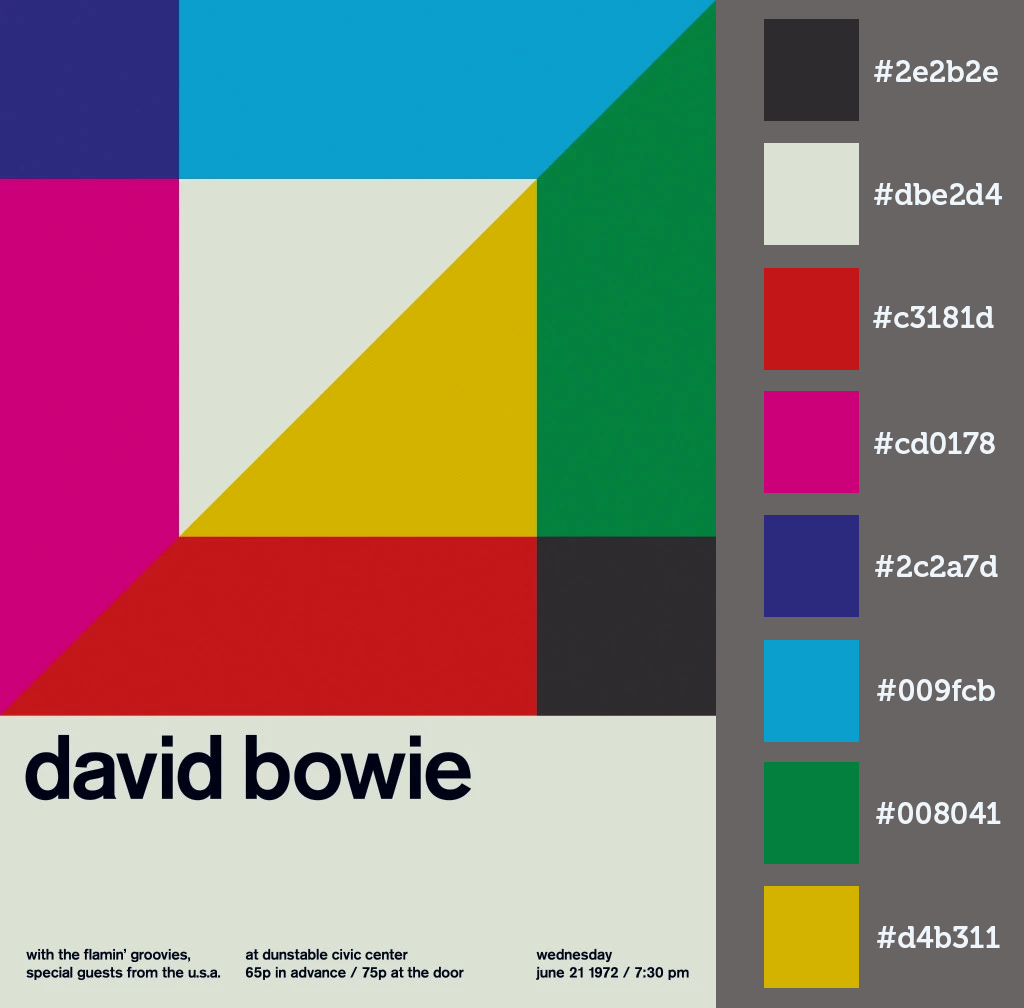 david bowie
with the flamin’ groovies,
special guests from the u.s.a.
at dunstable civic center
65p in advance / 75p at the door
wednesday
june 21 1972 / 7:30 pm
#2e2b2e
#dbe2d4
#c3181d
#cd0178
#2c2a7d
#009fcb
#008041
#d4b311